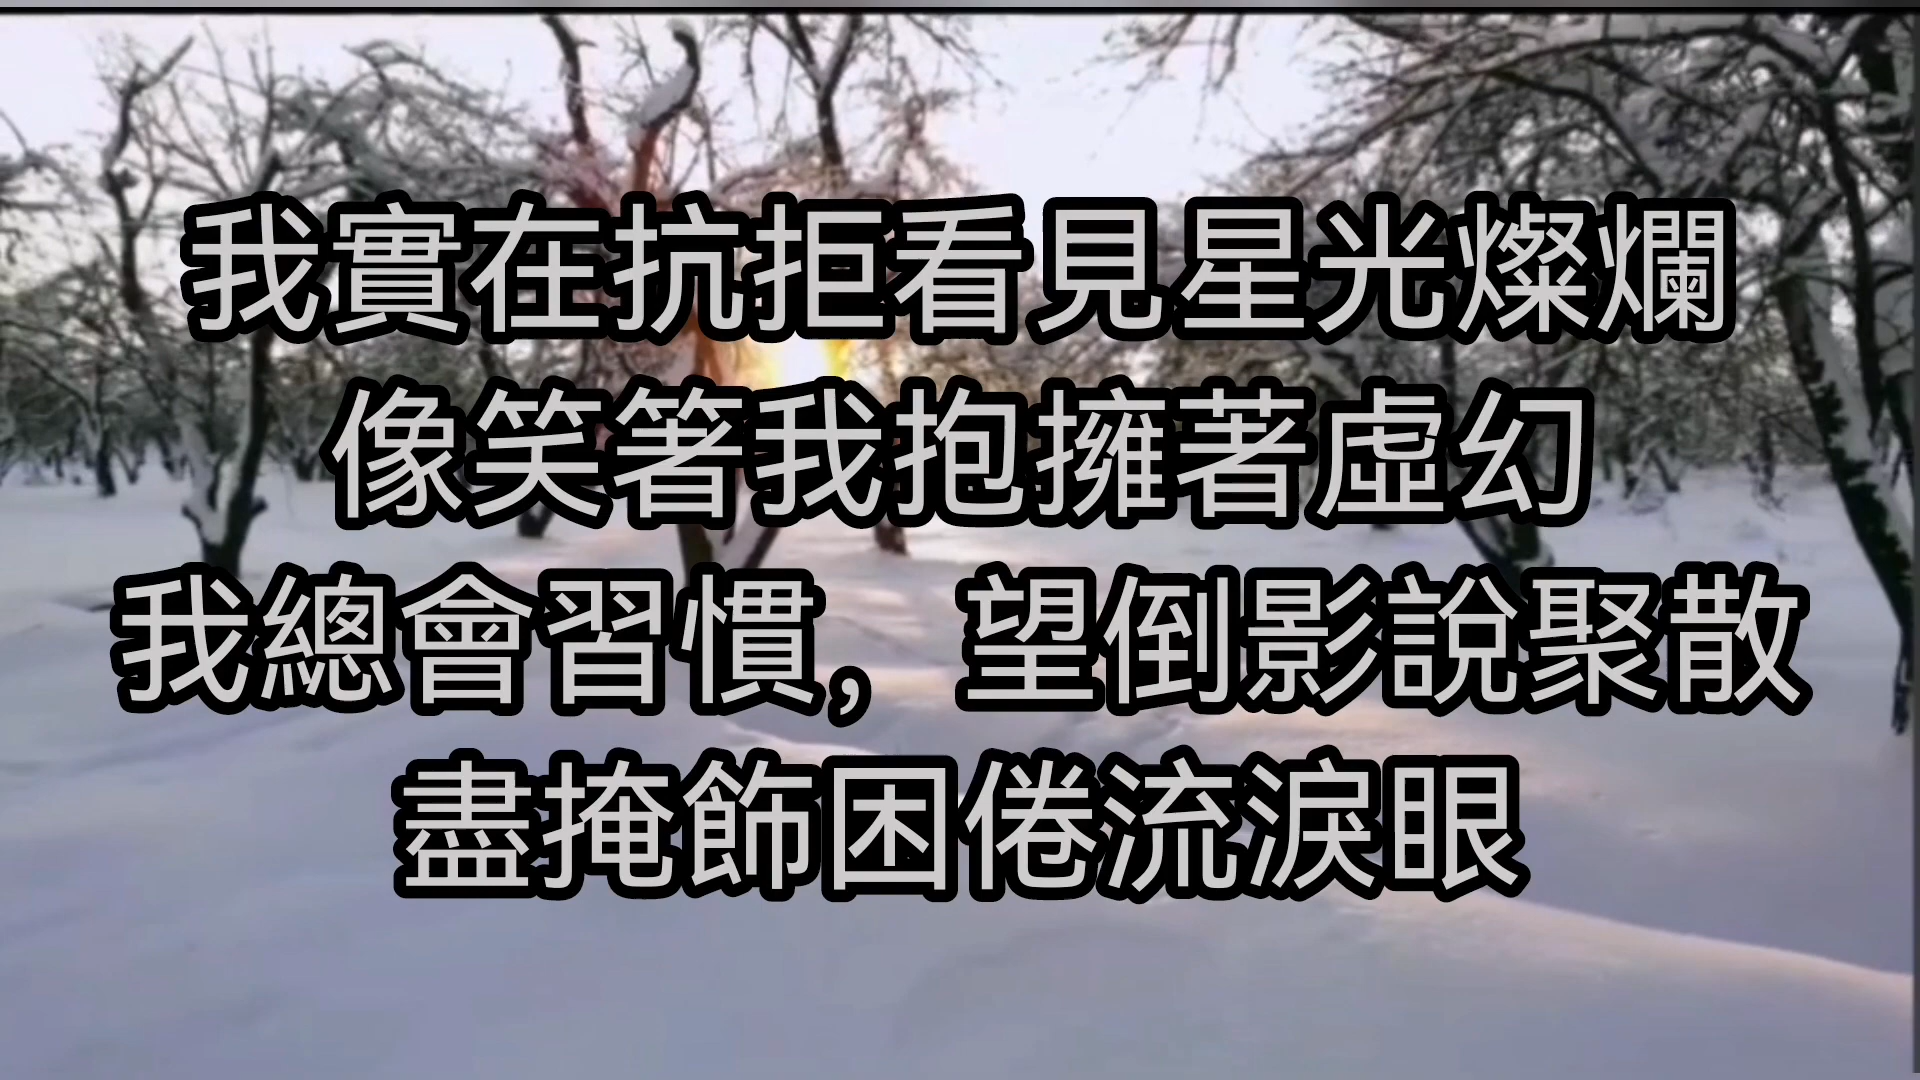 我實在抗拒看見星光燦爛
像笑箸我抱擁著虛幻
我總會習慣，望倒影說聚散
盡掩飾困倦流淚眼